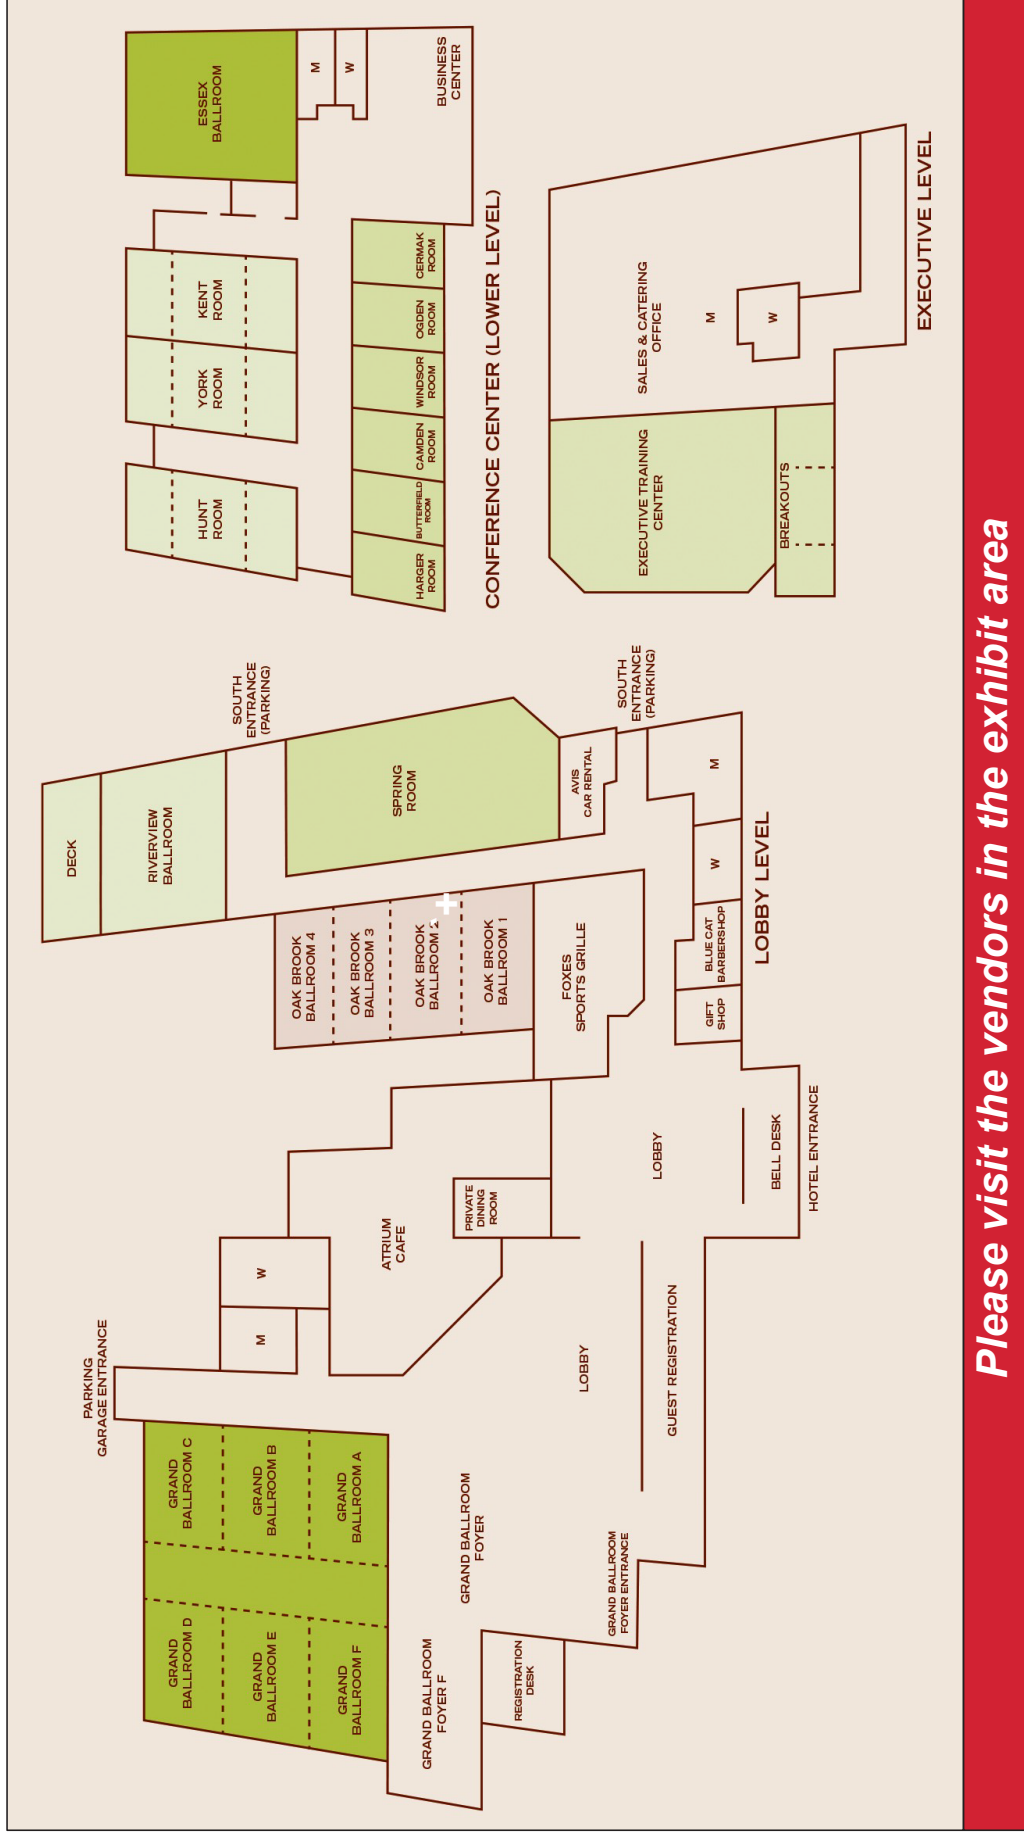 PARKING
GARAGE ENTRANCE
GRAND
BALLROOM D
GRAND
BALLROOM C
GRAND
BALLROOM E
GRAND
BALLROOM B
GRAND
BALLROOM F
GRAND
BALLROOM A
M
W
GRAND BALLROOM
FOYER F
GRAND BALLROOM
FOYER
REGISTRATION
DESK
GRAND BALLROOM
FOYER ENTRANCE
ATRIUM
CAFE
PRIVATE
DINING
ROOM
LOBBY
GUEST REGISTRATION
LOBBY
BELL DESK
HOTEL ENTRANCE
DECK
RIVERVIEW
BALLROOM
SOUTH
ENTRANCE
(PARKING)
OAK BROOK
BALLROOM 4
OAK BROOK
BALLROOM 3
OAK BROOK
BALLROOM 2
OAK BROOK
BALLROOM 1
SPRING
ROOM
FOXES
SPORTS GRILLE
AVIS
CAR RENTAL
SOUTH
ENTRANCE
(PARKING)
GIFT
SHOP
BLUE CAT
BARBERSHOP
W
M
LOBBY LEVEL
HUNT
ROOM
YORK
ROOM
KENT
ROOM
ESSEX
BALLROOM
M
W
BUSINESS
CENTER
HARGER
ROOM
BUTTERFIELD
ROOM
CAMDEN
ROOM
WINDSOR
ROOM
OGDEN
ROOM
CERMAK
ROOM
CONFERENCE CENTER (LOWER LEVEL)
EXECUTIVE TRAINING
CENTER
SALES & CATERING
OFFICE
M
W
BREAKOUTS
EXECUTIVE LEVEL
Please visit the vendors in the exhibit area